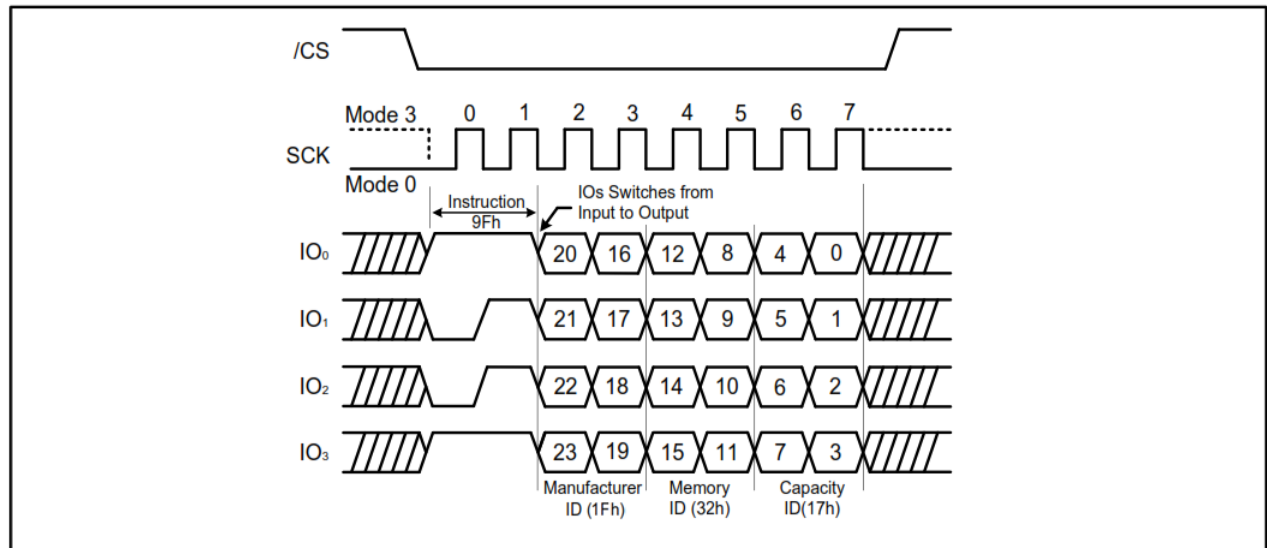 /CS
Mode 3 0 1 2 3 4 5 6 7
SCK
Mode 0
Instruction
9Fh
IOs Switches from
Input to Output
IO₀ 20 16 12 8 4 0
IO₁ 21 17 13 9 5 1
IO₂ 22 18 14 10 6 2
IO₃ 23 19 15 11 7 3
Manufacturer Memory Capacity
ID (1Fh) ID (32h) ID(17h)